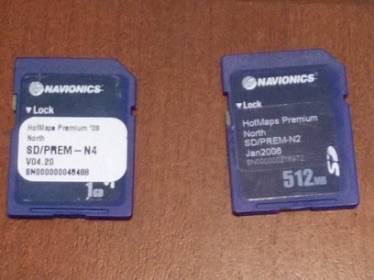 NAVIONICS
Lock
HotMaps Premium '08
North
SD/PREM-N4
V04.20
1GB
NAVIONICS
Lock
HotMaps Premium
North
SD/PREM-N2
Jan2006
512MB
SD